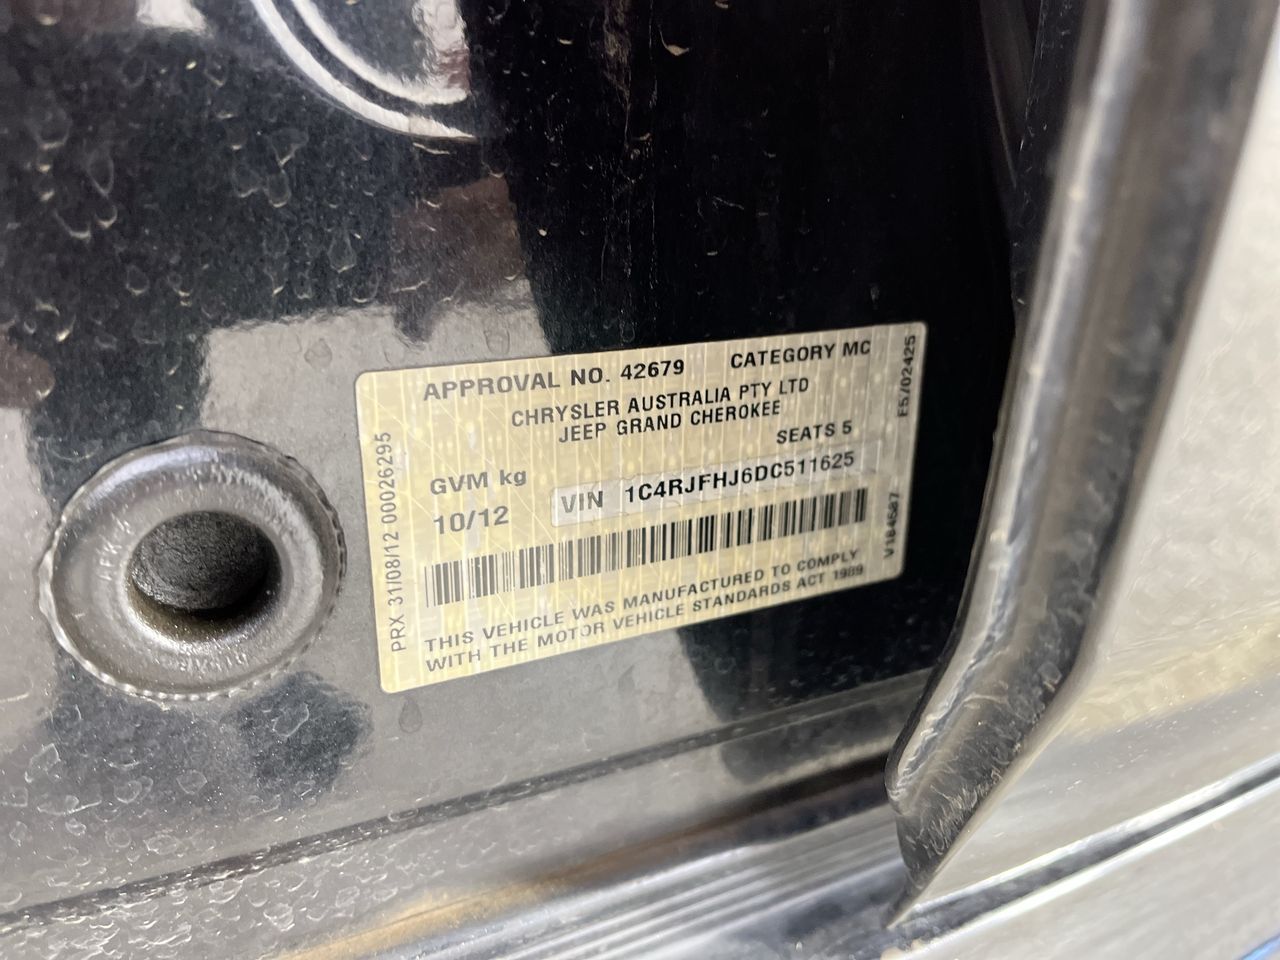 APPROVAL NO. 42679 CATEGORY MC
CHRYSLER AUSTRALIA PTY LTD
JEEP GRAND CHEROKEE
SEATS 5
GVM kg
10/12
VIN 1C4RJFHJ6DC511625
THIS VEHICLE WAS MANUFACTURED TO COMPLY
WITH THE MOTOR VEHICLE STANDARDS ACT 1989
PRX 31/08/12 00026295
E5702425
V184587